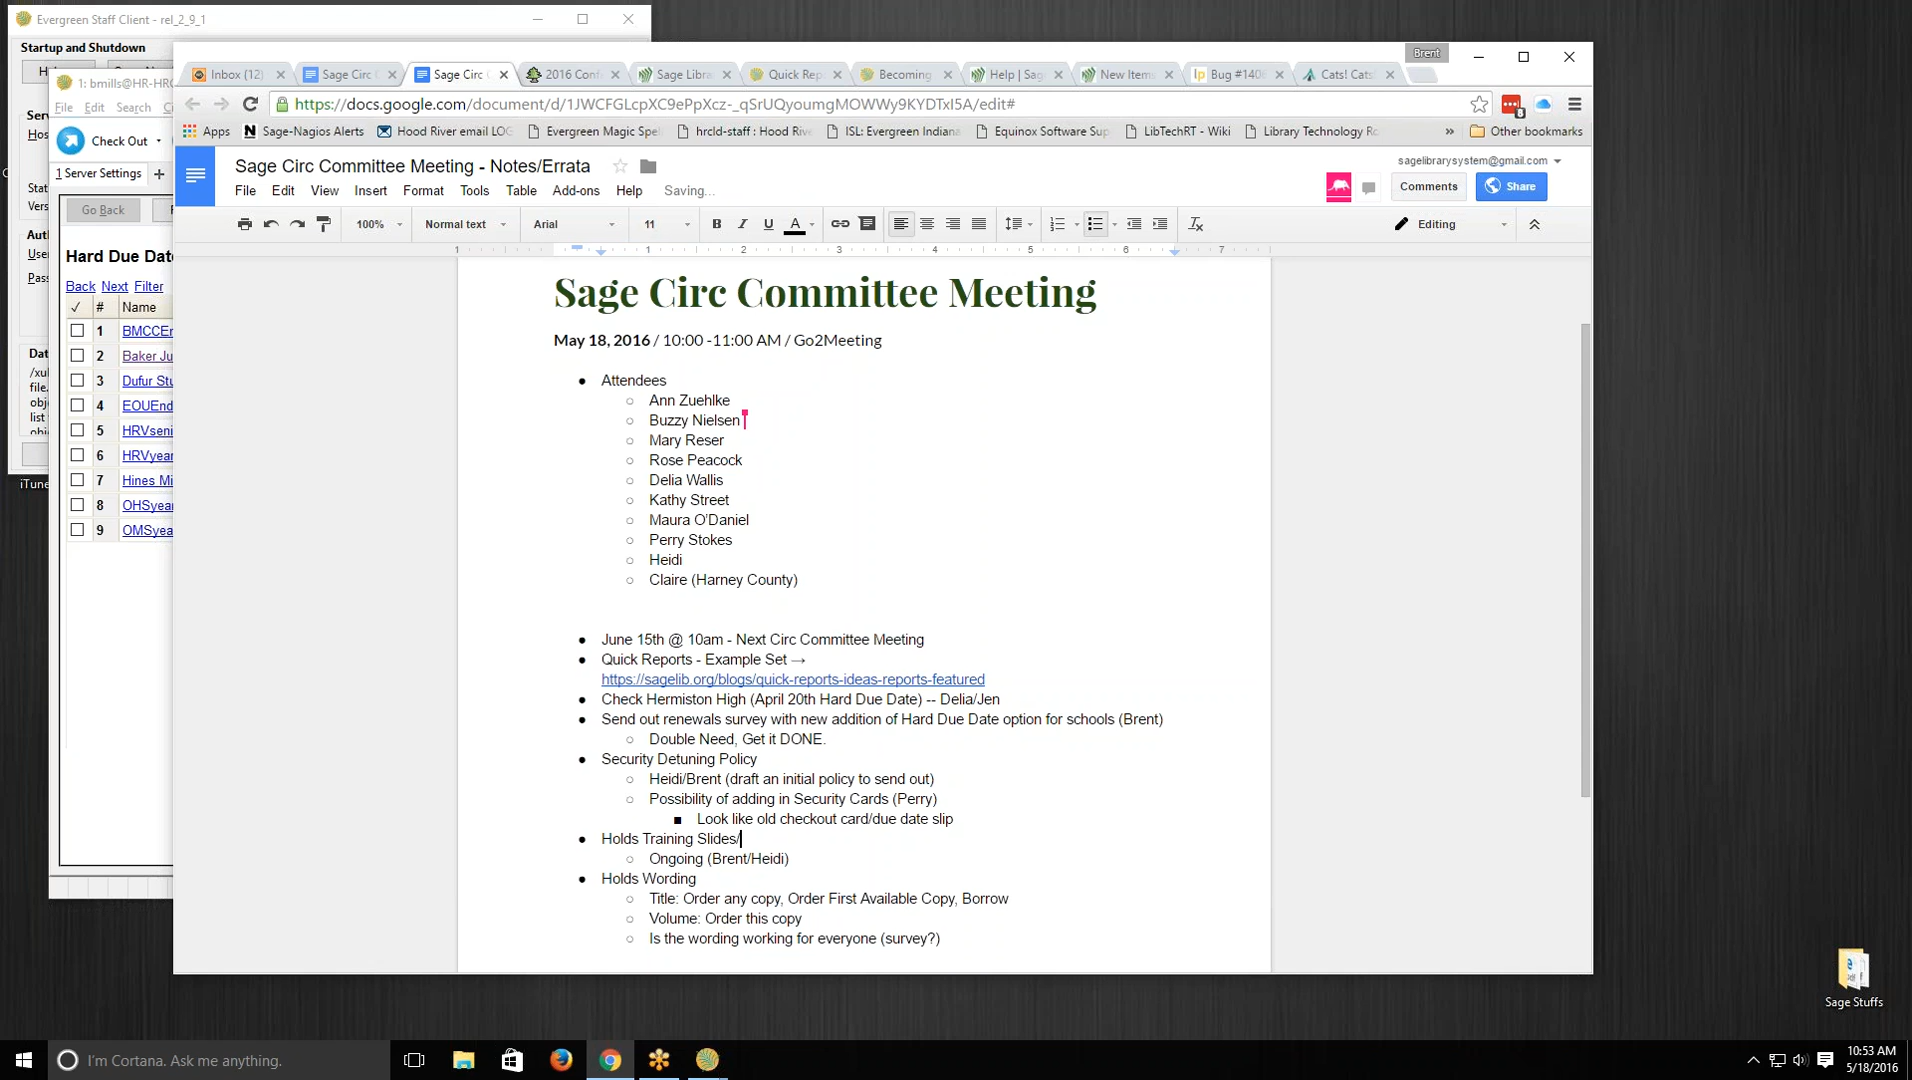 Evergreen Staff Client - rel_2_9_1
Startup and Shutdown
1: bmills@HR-HRC
File Edit Search
Check Out
1 Server Settings
Go Back
Hard Due Date
Back Next Filter
# Name
1 BMCCEn
2 Baker Ju
3 Dufur Stu
4 EOUEnd
5 HRVseni
6 HRVyear
7 Hines Mi
8 OHSyear
9 OMSyea
Brent
Inbox (12)
Sage Circ C
Sage Circ C
2016 Conf
Sage Libra
Quick Rep
Becoming
Help | Sag
New Items
Bug #1406
Cats! Cats
https://docs.google.com/document/d/1JWCFGLcpXC9ePpXcz-_qSrUQyoumgMOWWy9KYDTxI5A/edit#
Apps
Sage-Nagios Alerts
Hood River email LOG
Evergreen Magic Spel
hrcld-staff : Hood Rive
ISL: Evergreen Indiana
Equinox Software Sup
LibTechRT - Wiki
Library Technology Ro
»
Other bookmarks
Sage Circ Committee Meeting - Notes/Errata
sagelibrarysystem@gmail.com
File Edit View Insert Format Tools Table Add-ons Help Saving...
Comments
Share
100% Normal text Arial 11 B I U A
Editing
1 1 2 3 4 5 6 7
Sage Circ Committee Meeting
May 18, 2016 / 10:00 -11:00 AM / Go2Meeting
● Attendees
○ Ann Zuehlke
○ Buzzy Nielsen
○ Mary Reser
○ Rose Peacock
○ Delia Wallis
○ Kathy Street
○ Maura O'Daniel
○ Perry Stokes
○ Heidi
○ Claire (Harney County)
● June 15th @ 10am - Next Circ Committee Meeting
● Quick Reports - Example Set →
https://sagelib.org/blogs/quick-reports-ideas-reports-featured
● Check Hermiston High (April 20th Hard Due Date) -- Delia/Jen
● Send out renewals survey with new addition of Hard Due Date option for schools (Brent)
○ Double Need, Get it DONE.
● Security Detuning Policy
○ Heidi/Brent (draft an initial policy to send out)
○ Possibility of adding in Security Cards (Perry)
■ Look like old checkout card/due date slip
● Holds Training Slides/
○ Ongoing (Brent/Heidi)
● Holds Wording
○ Title: Order any copy, Order First Available Copy, Borrow
○ Volume: Order this copy
○ Is the wording working for everyone (survey?)
Sage Stuffs
I'm Cortana. Ask me anything.
10:53 AM
5/18/2016